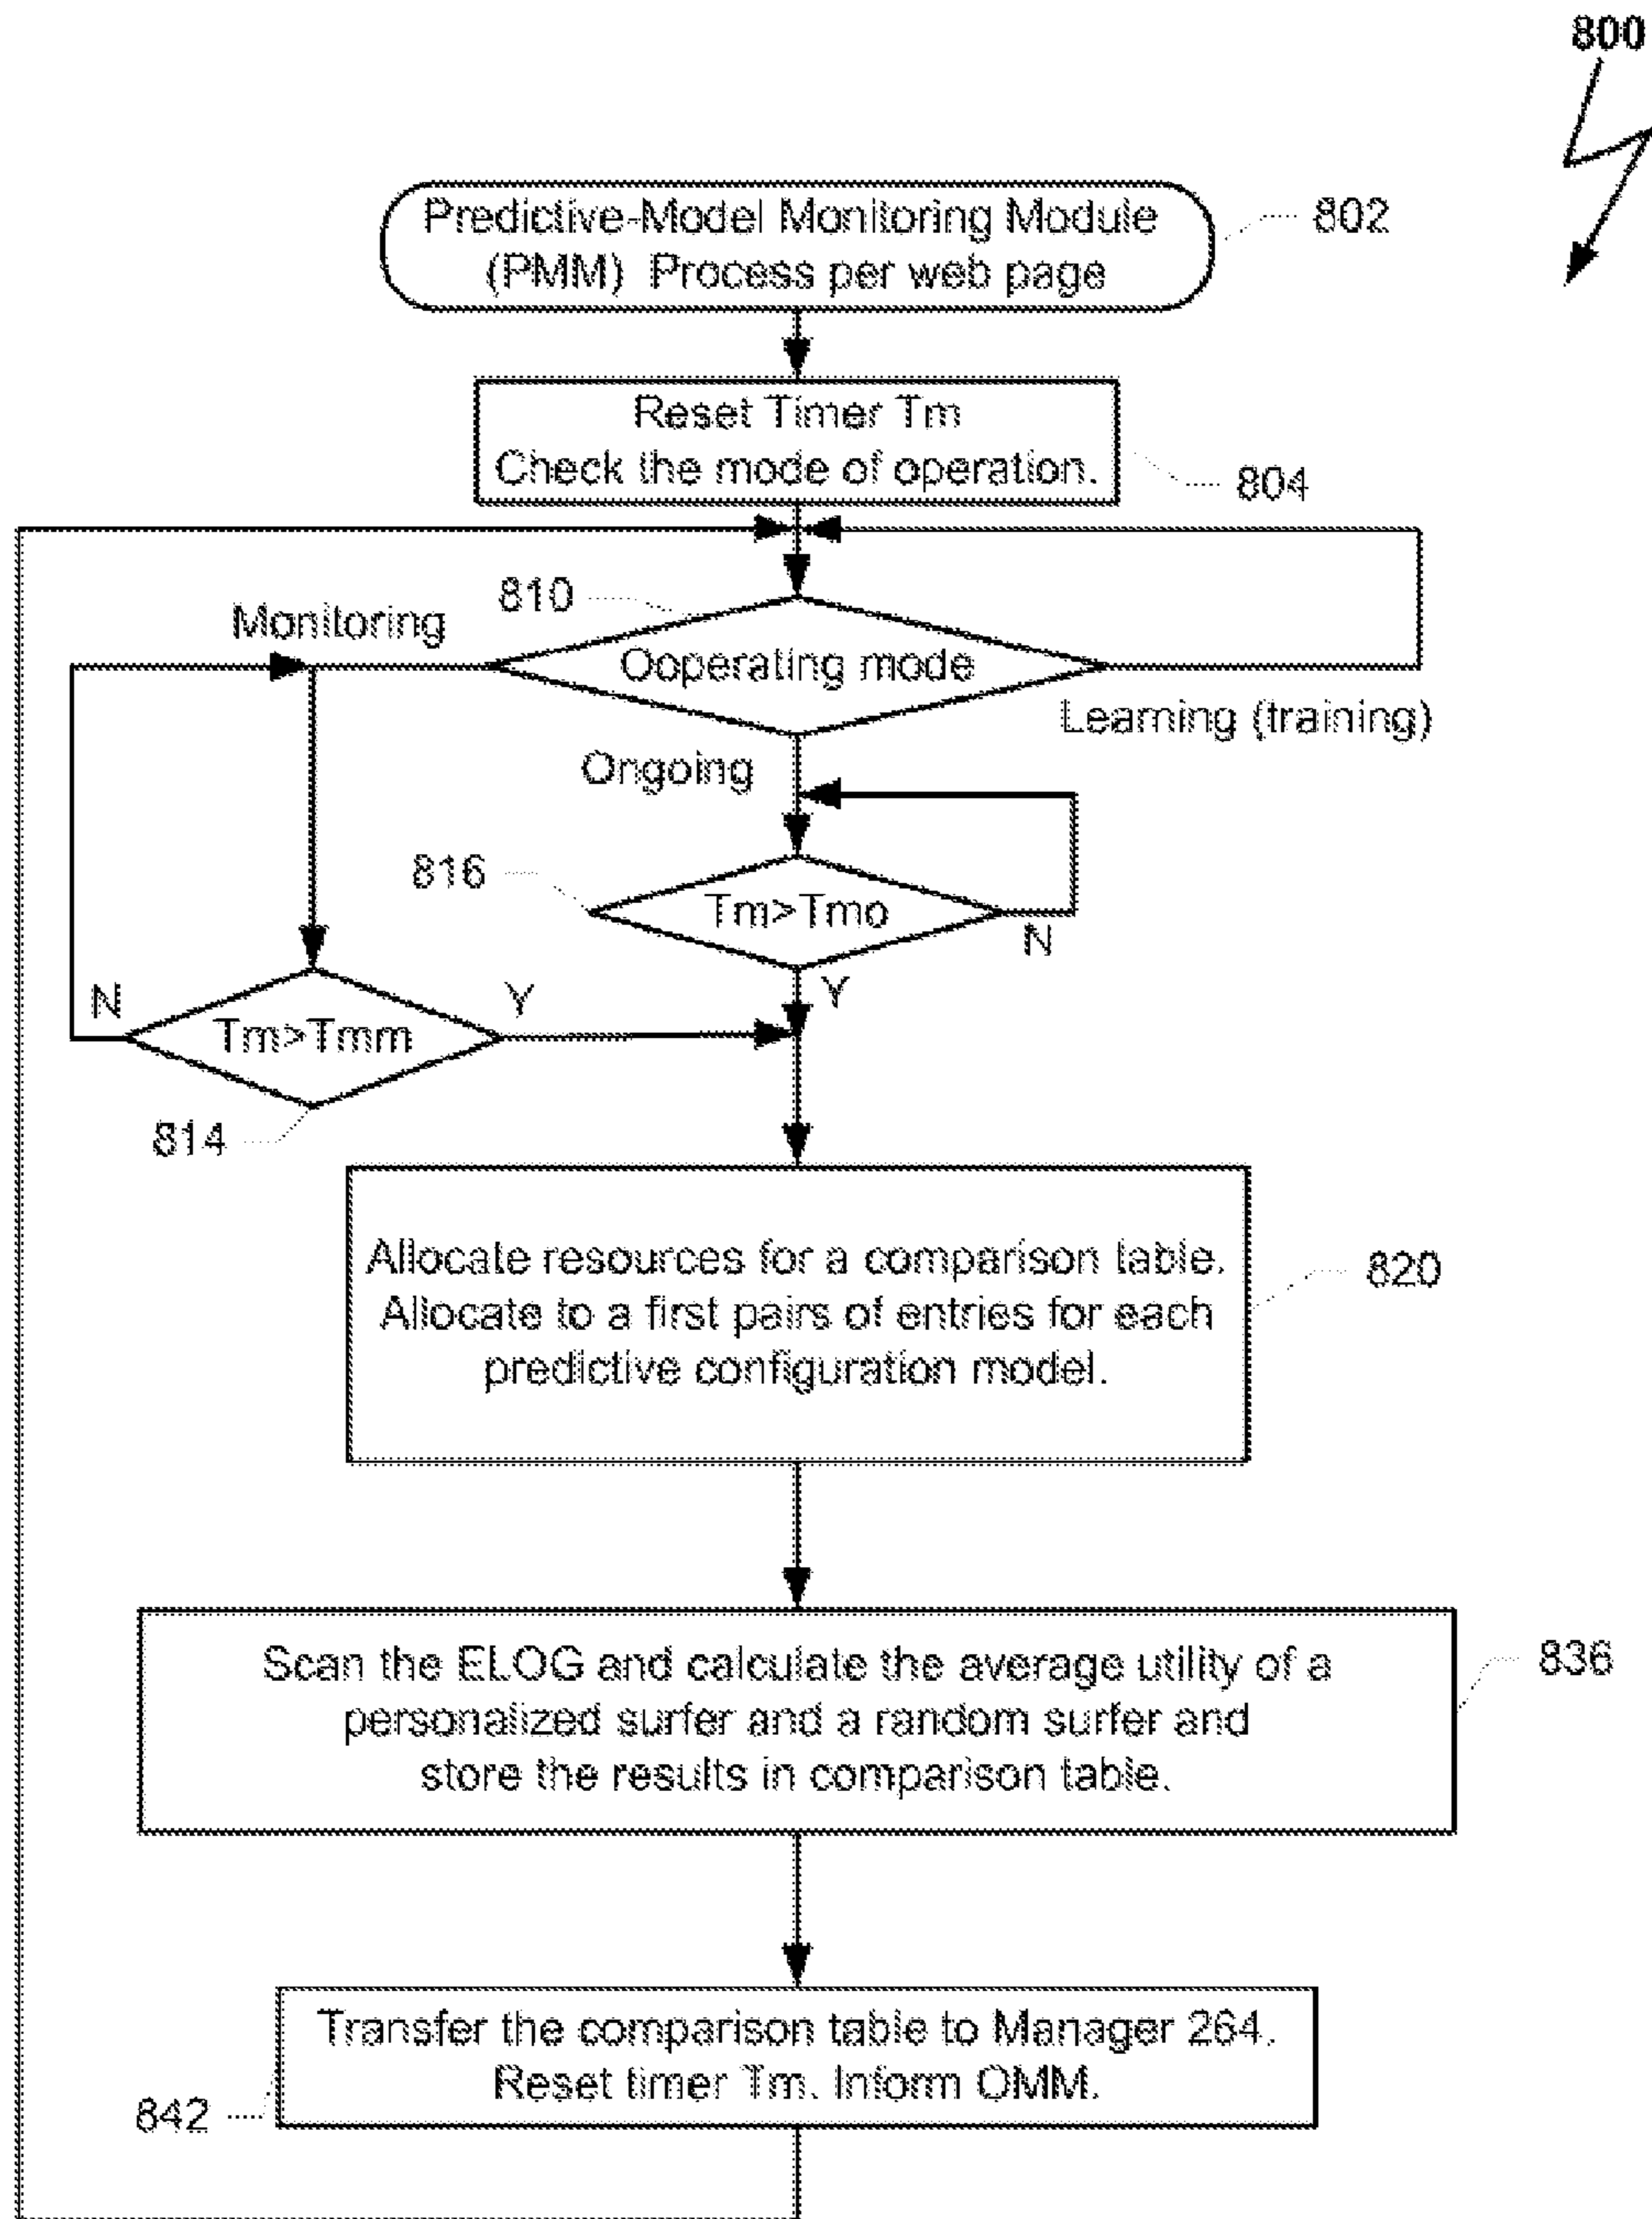 800
Predictive-Model Monitoring Module
(PMM) Process per web page
802
Reset Timer Tm
Check the mode of operation.
804
810
Monitoring
Ooperating mode
Learning (training)
Ongoing
816
Tm>Tmo
N
Y
N
Y
Tm>Tmm
814
Allocate resources for a comparison table.
Allocate to a first pairs of entries for each
predictive configuration model.
820
Scan the ELOG and calculate the average utility of a
personalized surfer and a random surfer and
store the results in comparison table.
836
Transfer the comparison table to Manager 264.
Reset timer Tm. Inform OMM.
842